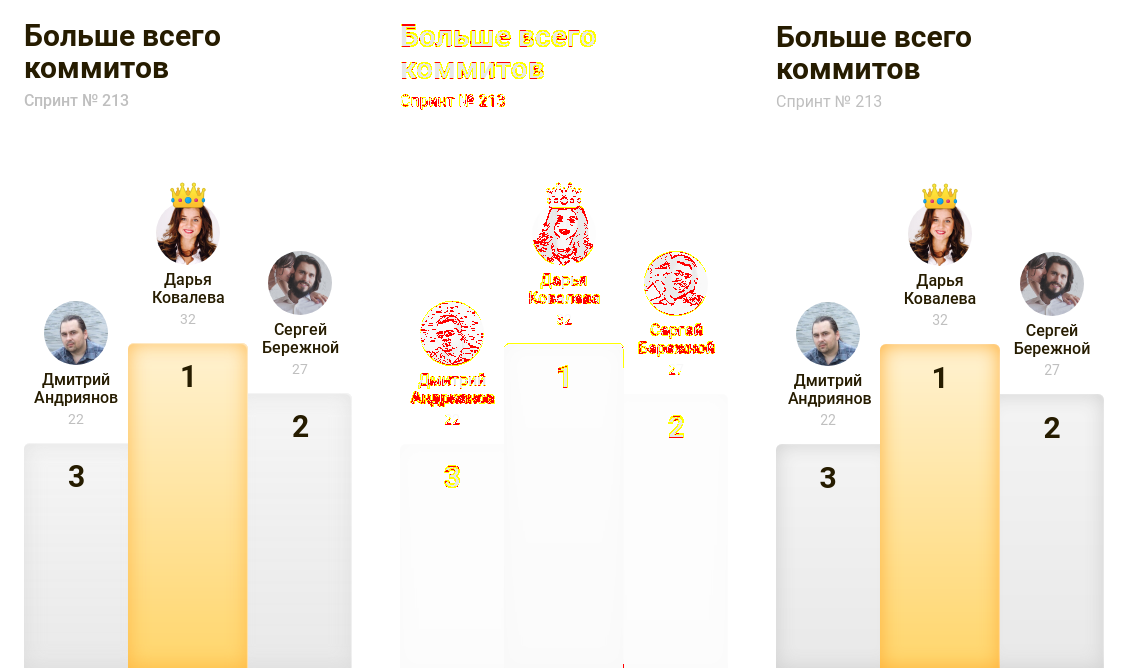 Больше всего
коммитов
Спринт № 213
Дарья
Ковалева
32
Сергей
Бережной
27
Дмитрий
Андриянов
22
1
2
3
Больше всего
коммитов
Спринт № 213
Дарья
Ковалева
32
Сергей
Бережной
27
Дмитрий
Андриянов
22
1
2
3
Больше всего
коммитов
Спринт № 213
Дарья
Ковалева
32
Сергей
Бережной
27
Дмитрий
Андриянов
22
1
2
3